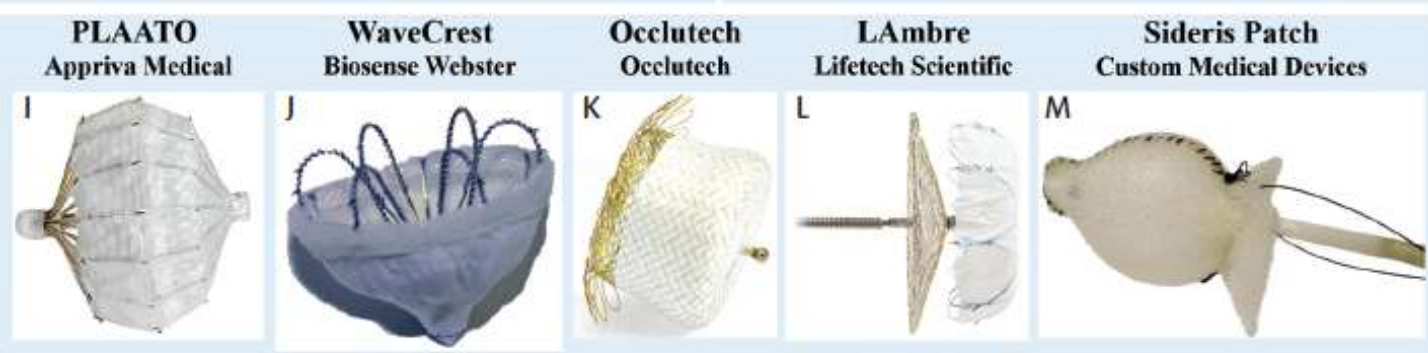 PLAATO
Appriva Medical
WaveCrest
Biosense Webster
Occlutech
Occlutech
LAmbre
Lifetech Scientific
Sideris Patch
Custom Medical Devices
I
J
K
L
M